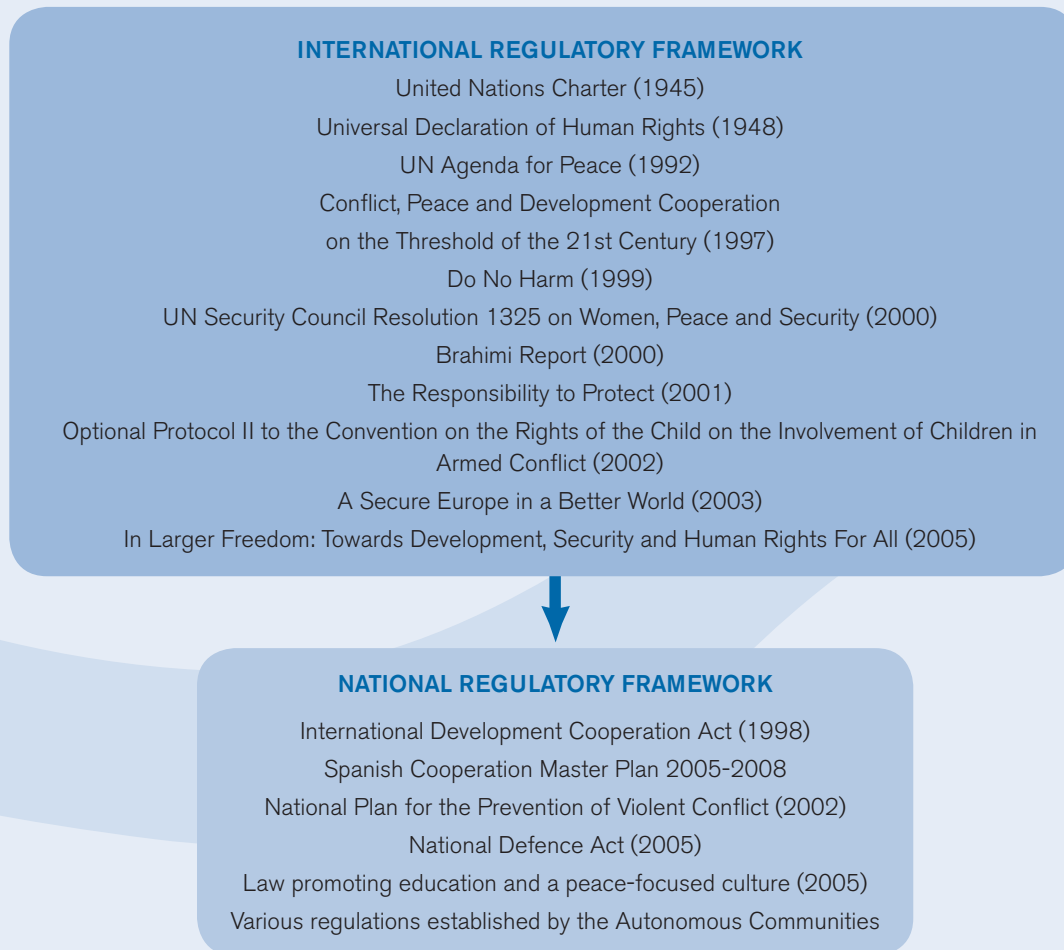 INTERNATIONAL REGULATORY FRAMEWORK
United Nations Charter (1945)
Universal Declaration of Human Rights (1948)
UN Agenda for Peace (1992)
Conflict, Peace and Development Cooperation
on the Threshold of the 21st Century (1997)
Do No Harm (1999)
UN Security Council Resolution 1325 on Women, Peace and Security (2000)
Brahimi Report (2000)
The Responsibility to Protect (2001)
Optional Protocol II to the Convention on the Rights of the Child on the Involvement of Children in
Armed Conflict (2002)
A Secure Europe in a Better World (2003)
In Larger Freedom: Towards Development, Security and Human Rights For All (2005)
NATIONAL REGULATORY FRAMEWORK
International Development Cooperation Act (1998)
Spanish Cooperation Master Plan 2005-2008
National Plan for the Prevention of Violent Conflict (2002)
National Defence Act (2005)
Law promoting education and a peace-focused culture (2005)
Various regulations established by the Autonomous Communities